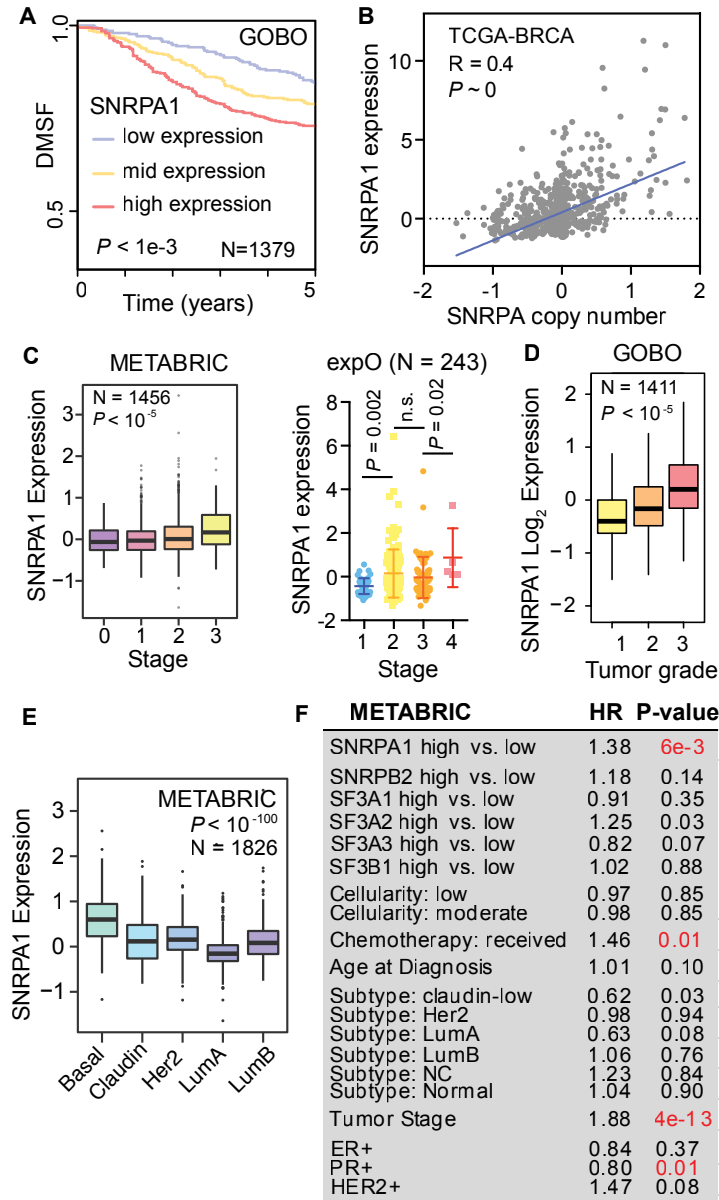 A
GOBO
1.0
0.5
DMSF
SNRPA1
low expression
mid expression
high expression
P < 1e-3
N=1379
0
5
Time (years)
B
TCGA-BRCA
R = 0.4
P ~ 0
10
5
0
SNRPA1 expression
-2
-1
0
1
2
SNRPA copy number
C
METABRIC
N = 1456
P < 10-5
3
2
1
0
−1
SNRPA1 Expression
0
1
2
3
Stage
expO (N = 243)
P = 0.002
n.s.
P = 0.02
8
6
4
2
0
-2
SNRPA1 expression
1
2
3
4
Stage
D
GOBO
N = 1411
P < 10-5
2
1
0
−1
−2
SNRPA1 Log2 Expression
1
2
3
Tumor grade
E
METABRIC
P < 10-100
N = 1826
3
2
1
0
−1
SNRPA1 Expression
Basal
Claudin
Her2
LumA
LumB
F
METABRIC HR P-value
SNRPA1 high vs. low 1.38 6e-3
SNRPB2 high vs. low 1.18 0.14
SF3A1 high vs. low 0.91 0.35
SF3A2 high vs. low 1.25 0.03
SF3A3 high vs. low 0.82 0.07
SF3B1 high vs. low 1.02 0.88
Cellularity: low 0.97 0.85
Cellularity: moderate 0.98 0.85
Chemotherapy: received 1.46 0.01
Age at Diagnosis 1.01 0.10
Subtype: claudin-low 0.62 0.03
Subtype: Her2 0.98 0.94
Subtype: LumA 0.63 0.08
Subtype: LumB 1.06 0.76
Subtype: NC 1.23 0.84
Subtype: Normal 1.04 0.90
Tumor Stage 1.88 4e-13
ER+ 0.84 0.37
PR+ 0.80 0.01
HER2+ 1.47 0.08